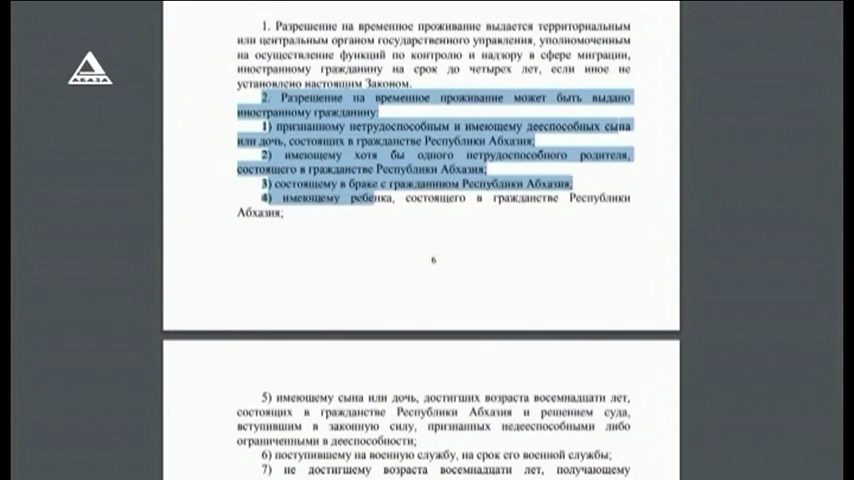 АБАЗА
1. Разрешение на временное проживание выдается территориальным
или центральным органом государственного управления, уполномоченным
на осуществление функций по контролю и надзору в сфере миграции,
иностранному гражданину на срок до четырех лет, если иное не
установлено настоящим Законом.
2. Разрешение на временное проживание может быть выдано
иностранному гражданину:
1) признанному нетрудоспособным и имеющему дееспособных сына
или дочь, состоящих в гражданстве Республики Абхазия;
2) имеющему хотя бы одного нетрудоспособного родителя,
состоящего в гражданстве Республики Абхазия;
3) состоящему в браке с гражданином Республики Абхазия;
4) имеющему ребенка, состоящего в гражданстве Республики
Абхазия;
6
5) имеющему сына или дочь, достигших возраста восемнадцати лет,
состоящих в гражданстве Республики Абхазия и решением суда,
вступившим в законную силу, признанных недееспособными либо
ограниченными в дееспособности;
6) поступившему на военную службу, на срок его военной службы;
7) не достигшему возраста восемнадцати лет, получающему